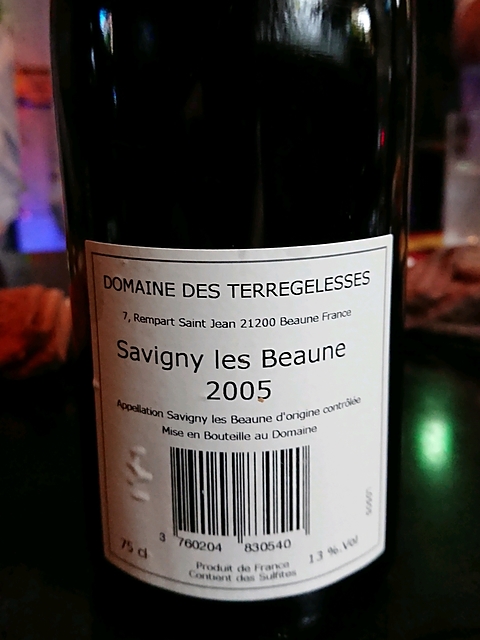 DOMAINE DES TERREGELESSES
7, Rempart Saint Jean 21200 Beaune France
Savigny les Beaune
2005
Appellation Savigny les Beaune d'origine contrôlée
Mise en Bouteille au Domaine
3 760204 830540
75 cl
13 % Vol
Produit de France
Contient des Sulfites